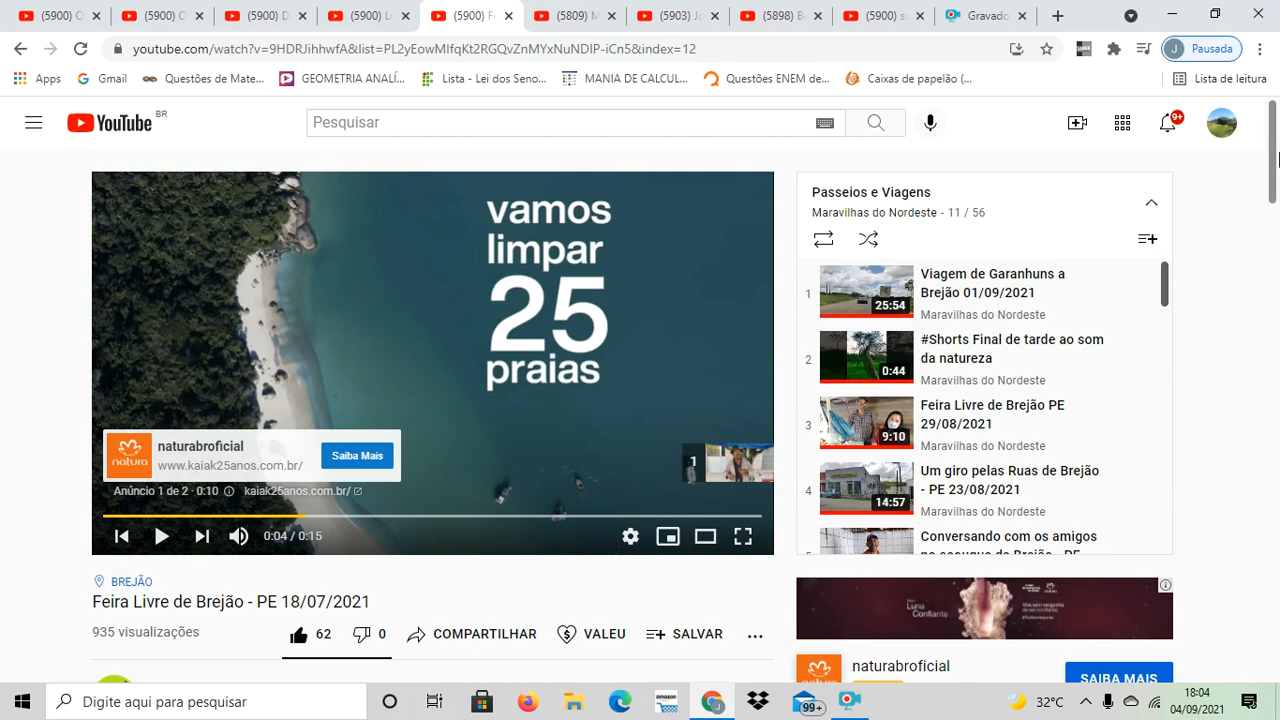 (5900) C
(5900) C
(5900) D
(5900) L
(5900) F
(5809) M
(5903) Jo
(5898) B
(5900) s
Gravado
youtube.com/watch?v=9HDRJihhwfA&list=PL2yEowMIfqKt2RGQvZnMYxNuNDIP-iCn5&index=12
J Pausada
Apps
Gmail
Questões de Mate...
GEOMETRIA ANALÍ...
Lista - Lei dos Seno...
MANIA DE CALCUL...
Questões ENEM de...
Caixas de papelão (...
Lista de leitura
YouTube BR
Pesquisar
9+
vamos
limpar
25
praias
natura
naturabroficial
www.kaiak25anos.com.br/
Saiba Mais
1
Anúncio 1 de 2 · 0:10 kaiak25anos.com.br/
0:04 / 0:15
BREJÃO
Feira Livre de Brejão - PE 18/07/2021
935 visualizações
62
0
COMPARTILHAR
VALEU
SALVAR
Passeios e Viagens
Maravilhas do Nordeste - 11 / 56
1
25:54
Viagem de Garanhuns a
Brejão 01/09/2021
Maravilhas do Nordeste
2
0:44
#Shorts Final de tarde ao som
da natureza
Maravilhas do Nordeste
3
9:10
Feira Livre de Brejão PE
29/08/2021
Maravilhas do Nordeste
4
14:57
Um giro pelas Ruas de Brejão
- PE 23/08/2021
Maravilhas do Nordeste
Conversando com os amigos
Luna
Confiante
naturabroficial
SAIBA MAIS
Digite aqui para pesquisar
amazon
J
99+
32°C
18:04
04/09/2021